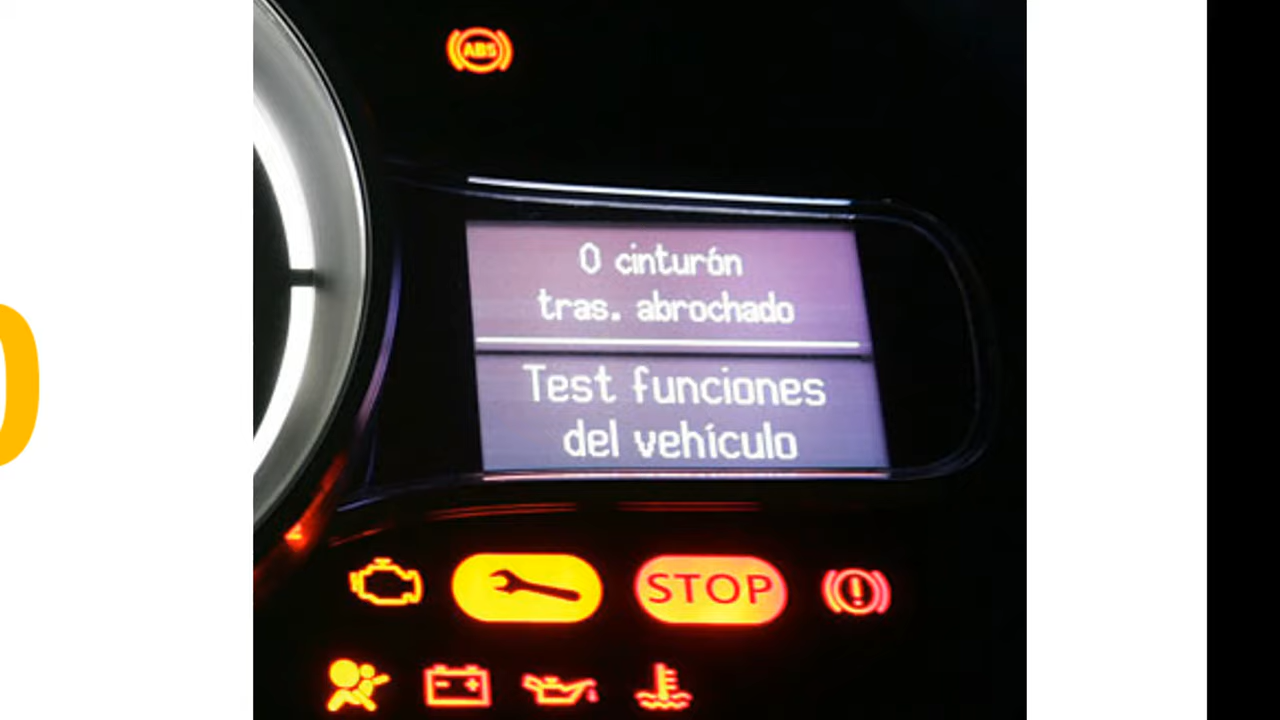 ABS
0 cinturón
tras. abrochado
Test funciones
del vehículo
STOP